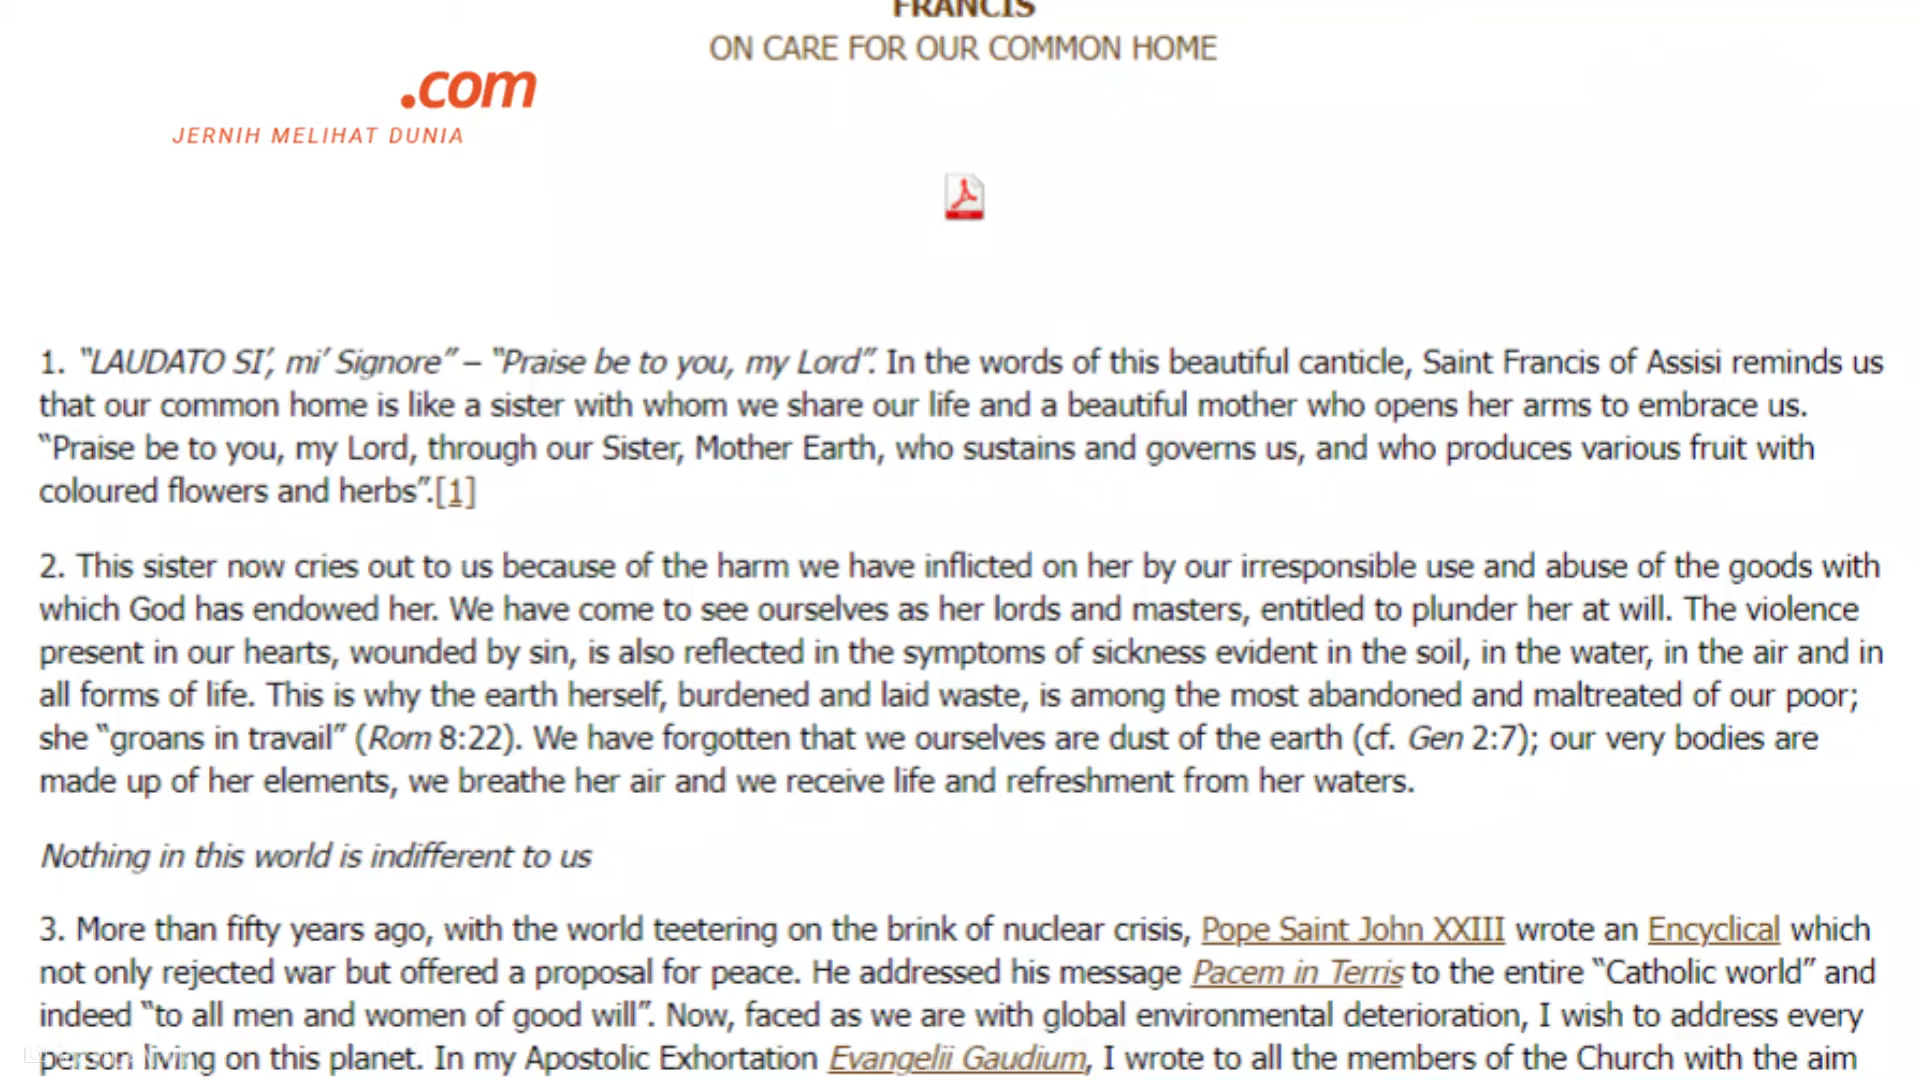 FRANCIS
ON CARE FOR OUR COMMON HOME
.com
JERNIH MELIHAT DUNIA
1. “LAUDATO SI’, mi’ Signore” – “Praise be to you, my Lord”. In the words of this beautiful canticle, Saint Francis of Assisi reminds us
that our common home is like a sister with whom we share our life and a beautiful mother who opens her arms to embrace us.
“Praise be to you, my Lord, through our Sister, Mother Earth, who sustains and governs us, and who produces various fruit with
coloured flowers and herbs”.[1]
2. This sister now cries out to us because of the harm we have inflicted on her by our irresponsible use and abuse of the goods with
which God has endowed her. We have come to see ourselves as her lords and masters, entitled to plunder her at will. The violence
present in our hearts, wounded by sin, is also reflected in the symptoms of sickness evident in the soil, in the water, in the air and in
all forms of life. This is why the earth herself, burdened and laid waste, is among the most abandoned and maltreated of our poor;
she “groans in travail” (Rom 8:22). We have forgotten that we ourselves are dust of the earth (cf. Gen 2:7); our very bodies are
made up of her elements, we breathe her air and we receive life and refreshment from her waters.
Nothing in this world is indifferent to us
3. More than fifty years ago, with the world teetering on the brink of nuclear crisis, Pope Saint John XXIII wrote an Encyclical which
not only rejected war but offered a proposal for peace. He addressed his message Pacem in Terris to the entire “Catholic world” and
indeed “to all men and women of good will”. Now, faced as we are with global environmental deterioration, I wish to address every
person living on this planet. In my Apostolic Exhortation Evangelii Gaudium, I wrote to all the members of the Church with the aim